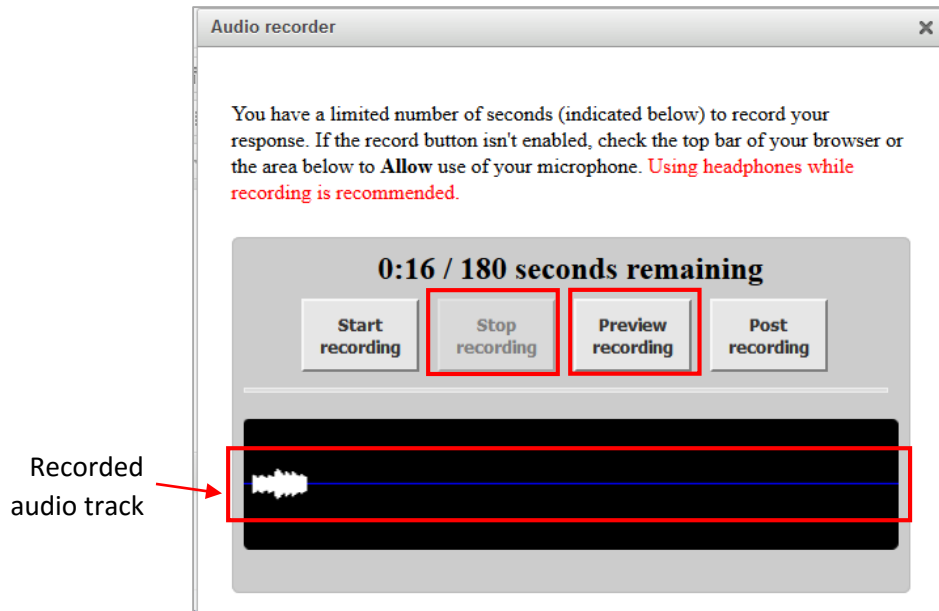 Audio recorder
You have a limited number of seconds (indicated below) to record your
response. If the record button isn't enabled, check the top bar of your browser or
the area below to Allow use of your microphone. Using headphones while
recording is recommended.
0:16 / 180 seconds remaining
Start recording
Stop recording
Preview recording
Post recording
Recorded
audio track